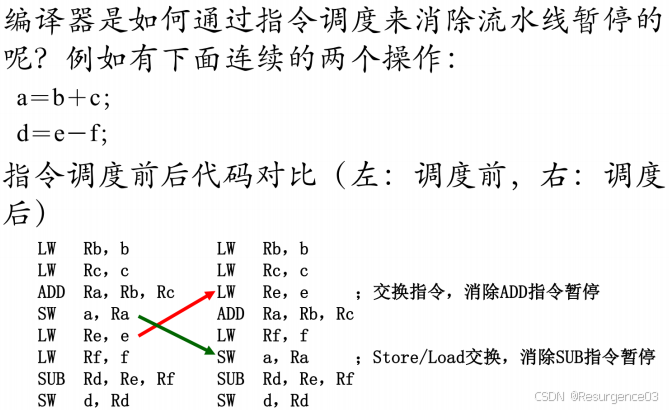 编译器是如何通过指令调度来消除流水线暂停的
呢？例如有下面连续的两个操作：
a＝b＋c；
d＝e－f；
指令调度前后代码对比（左：调度前，右：调度
后）
LW Rb，b LW Rb，b
LW Rc，c LW Rc，c
ADD Ra，Rb，Rc LW Re，e ；交换指令，消除ADD指令暂停
SW a，Ra ADD Ra，Rb，Rc
LW Re，e LW Rf，f
LW Rf，f SW a，Ra ；Store/Load交换，消除SUB指令暂停
SUB Rd，Re，Rf SUB Rd，Re，Rf
SW d，Rd SW d，Rd
CSDN @Resurgence03